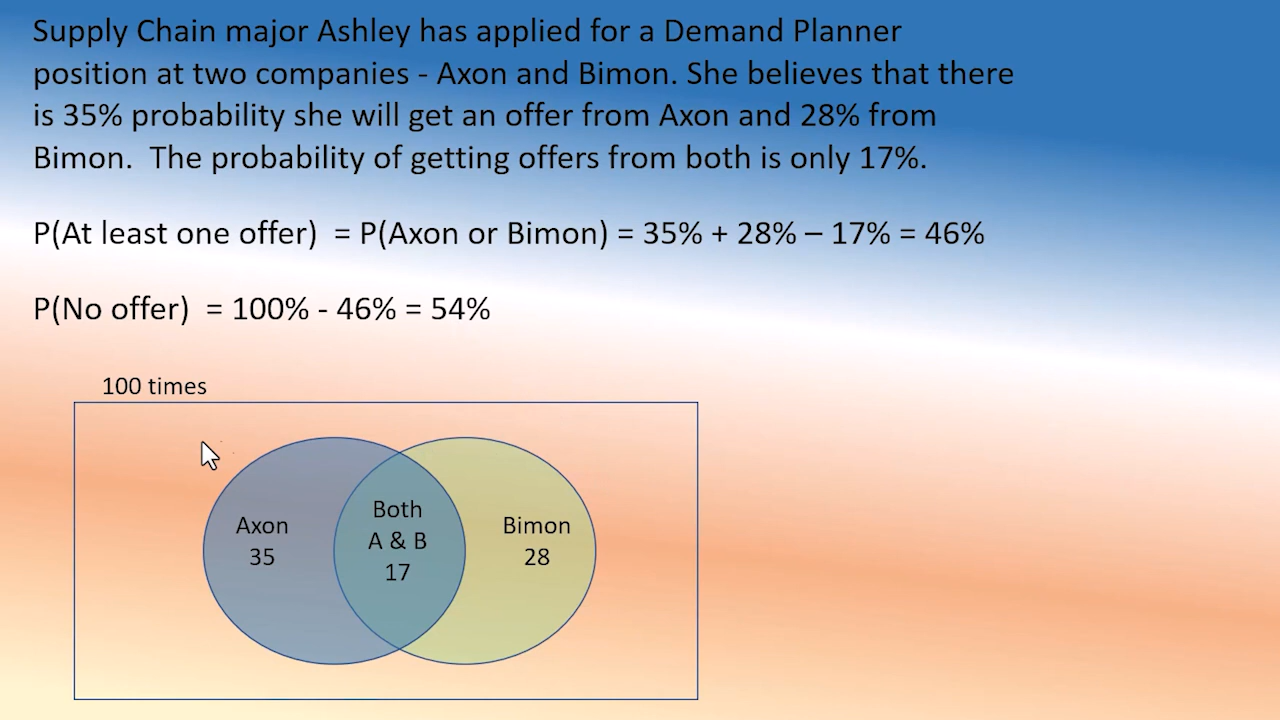 Supply Chain major Ashley has applied for a Demand Planner
position at two companies - Axon and Bimon. She believes that there
is 35% probability she will get an offer from Axon and 28% from
Bimon.  The probability of getting offers from both is only 17%.
P(At least one offer)  = P(Axon or Bimon) = 35% + 28% – 17% = 46%
P(No offer)  = 100% - 46% = 54%
100 times
Axon
35
Both
A & B
17
Bimon
28